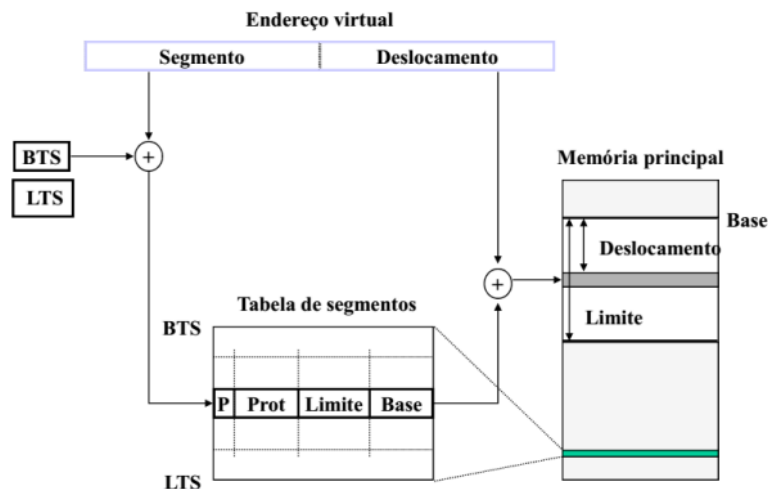 Endereço virtual
Segmento Deslocamento
BTS
LTS
+
Memória principal
Base
Deslocamento
+
Limite
Tabela de segmentos
BTS
P Prot Limite Base
LTS